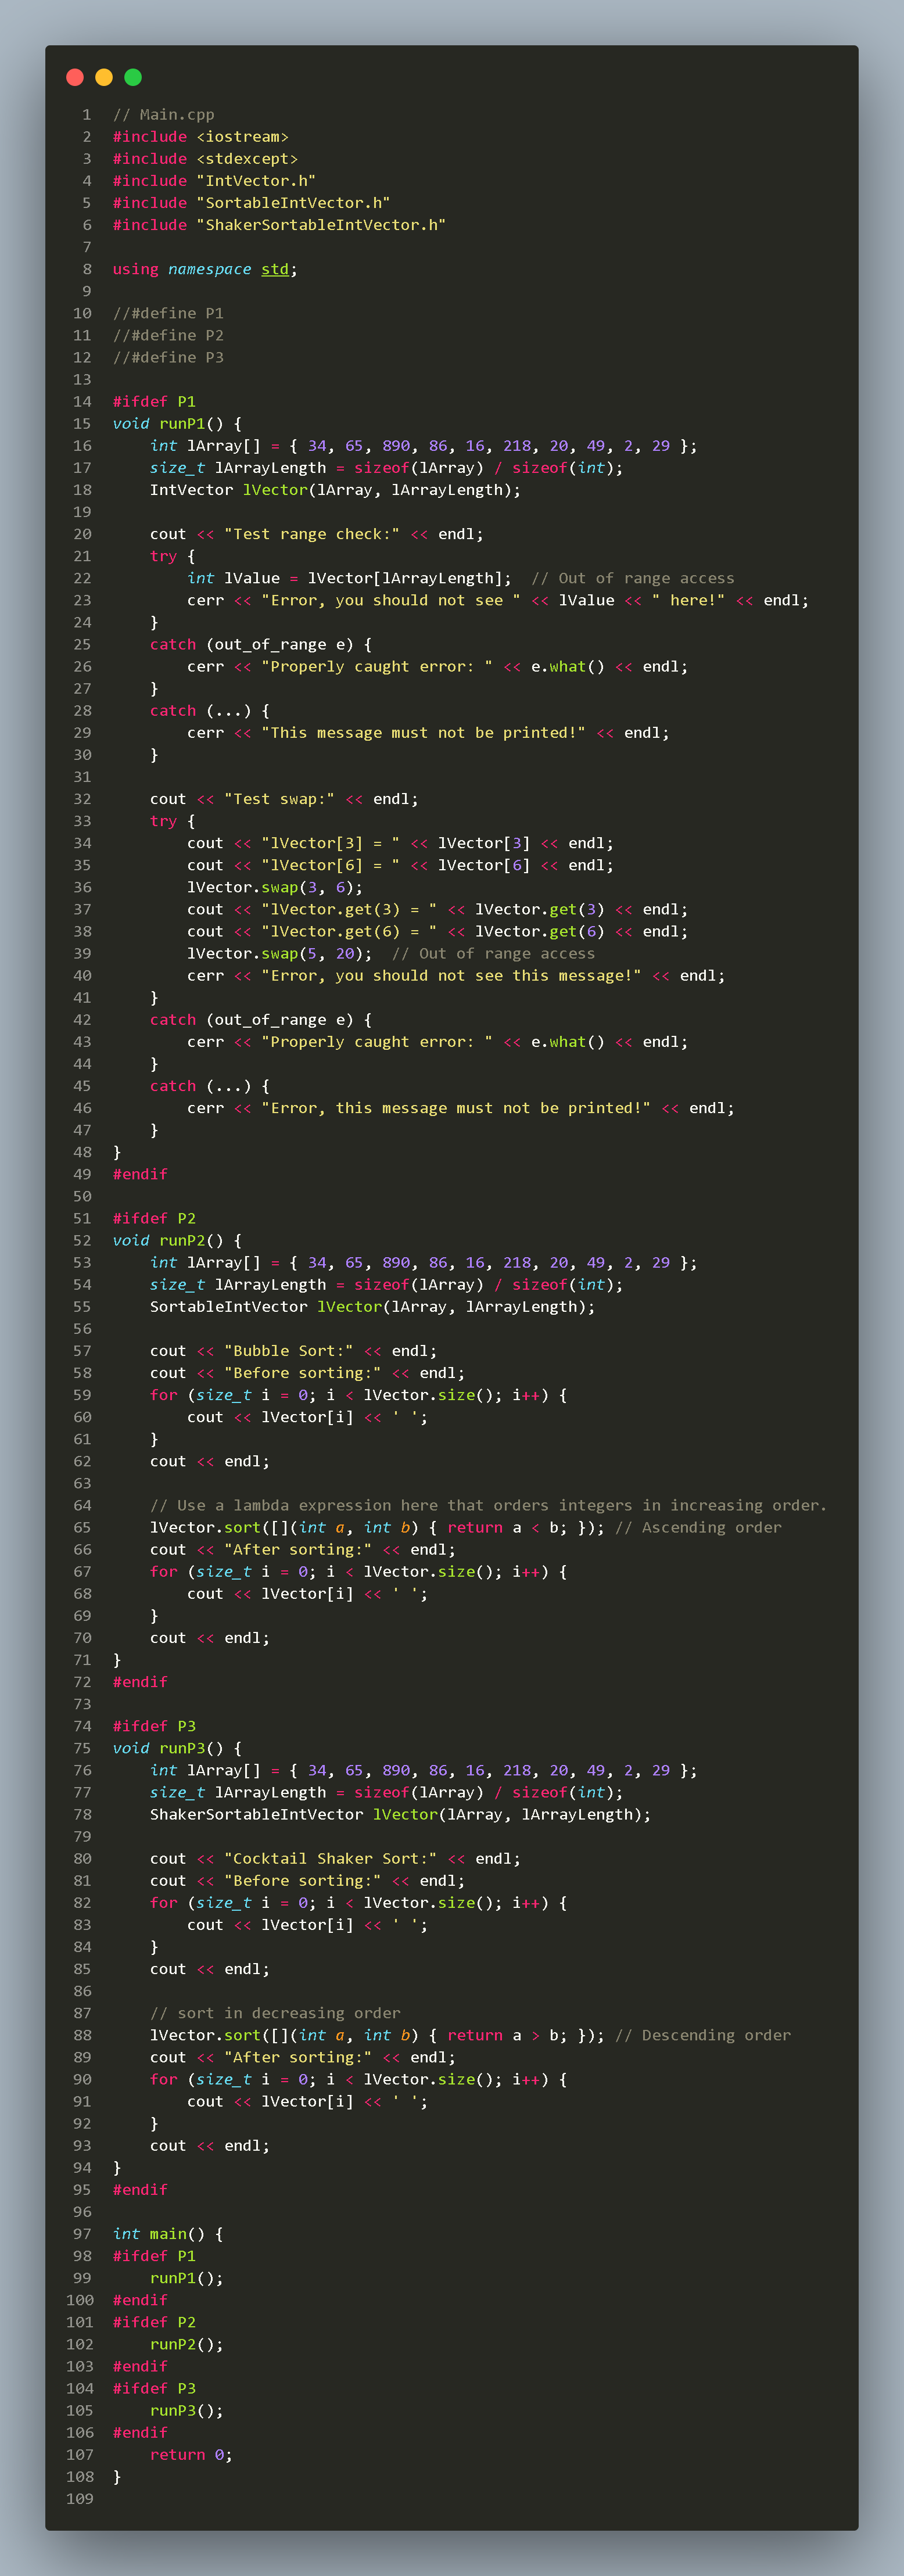 1 // Main.cpp
2 #include <iostream>
3 #include <stdexcept>
4 #include "IntVector.h"
5 #include "SortableIntVector.h"
6 #include "ShakerSortableIntVector.h"
7
8 using namespace std;
9
10 //#define P1
11 //#define P2
12 //#define P3
13
14 #ifdef P1
15 void runP1() {
16     int lArray[] = { 34, 65, 890, 86, 16, 218, 20, 49, 2, 29 };
17     size_t lArrayLength = sizeof(lArray) / sizeof(int);
18     IntVector lVector(lArray, lArrayLength);
19
20     cout << "Test range check:" << endl;
21     try {
22         int lValue = lVector[lArrayLength];  // Out of range access
23         cerr << "Error, you should not see " << lValue << " here!" << endl;
24     }
25     catch (out_of_range e) {
26         cerr << "Properly caught error: " << e.what() << endl;
27     }
28     catch (...) {
29         cerr << "This message must not be printed!" << endl;
30     }
31
32     cout << "Test swap:" << endl;
33     try {
34         cout << "lVector[3] = " << lVector[3] << endl;
35         cout << "lVector[6] = " << lVector[6] << endl;
36         lVector.swap(3, 6);
37         cout << "lVector.get(3) = " << lVector.get(3) << endl;
38         cout << "lVector.get(6) = " << lVector.get(6) << endl;
39         lVector.swap(5, 20);  // Out of range access
40         cerr << "Error, you should not see this message!" << endl;
41     }
42     catch (out_of_range e) {
43         cerr << "Properly caught error: " << e.what() << endl;
44     }
45     catch (...) {
46         cerr << "Error, this message must not be printed!" << endl;
47     }
48 }
49 #endif
50
51 #ifdef P2
52 void runP2() {
53     int lArray[] = { 34, 65, 890, 86, 16, 218, 20, 49, 2, 29 };
54     size_t lArrayLength = sizeof(lArray) / sizeof(int);
55     SortableIntVector lVector(lArray, lArrayLength);
56
57     cout << "Bubble Sort:" << endl;
58     cout << "Before sorting:" << endl;
59     for (size_t i = 0; i < lVector.size(); i++) {
60         cout << lVector[i] << ' ';
61     }
62     cout << endl;
63
64     // Use a lambda expression here that orders integers in increasing order.
65     lVector.sort([](int a, int b) { return a < b; }); // Ascending order
66     cout << "After sorting:" << endl;
67     for (size_t i = 0; i < lVector.size(); i++) {
68         cout << lVector[i] << ' ';
69     }
70     cout << endl;
71 }
72 #endif
73
74 #ifdef P3
75 void runP3() {
76     int lArray[] = { 34, 65, 890, 86, 16, 218, 20, 49, 2, 29 };
77     size_t lArrayLength = sizeof(lArray) / sizeof(int);
78     ShakerSortableIntVector lVector(lArray, lArrayLength);
79
80     cout << "Cocktail Shaker Sort:" << endl;
81     cout << "Before sorting:" << endl;
82     for (size_t i = 0; i < lVector.size(); i++) {
83         cout << lVector[i] << ' ';
84     }
85     cout << endl;
86
87     // sort in decreasing order
88     lVector.sort([](int a, int b) { return a > b; }); // Descending order
89     cout << "After sorting:" << endl;
90     for (size_t i = 0; i < lVector.size(); i++) {
91         cout << lVector[i] << ' ';
92     }
93     cout << endl;
94 }
95 #endif
96
97 int main() {
98 #ifdef P1
99     runP1();
100 #endif
101 #ifdef P2
102     runP2();
103 #endif
104 #ifdef P3
105     runP3();
106 #endif
107     return 0;
108 }
109